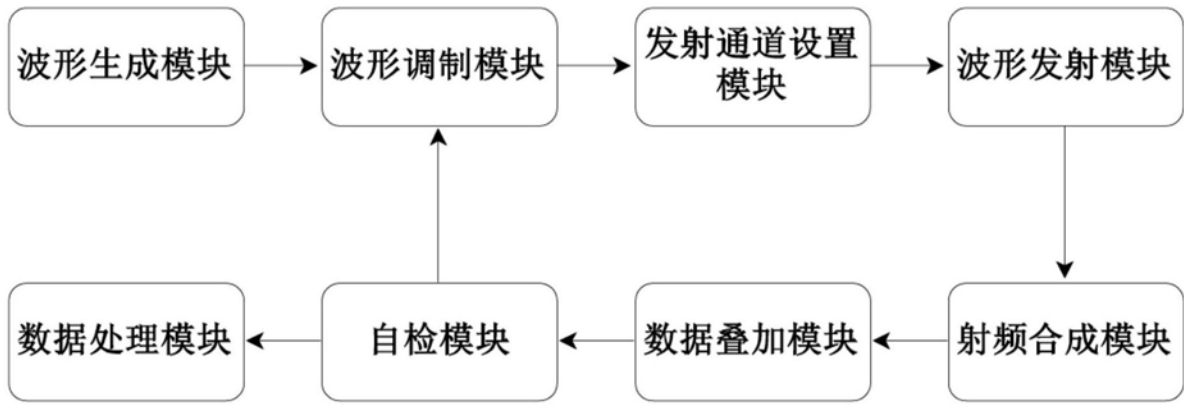 波形生成模块
波形调制模块
发射通道设置
模块
波形发射模块
数据处理模块
自检模块
数据叠加模块
射频合成模块